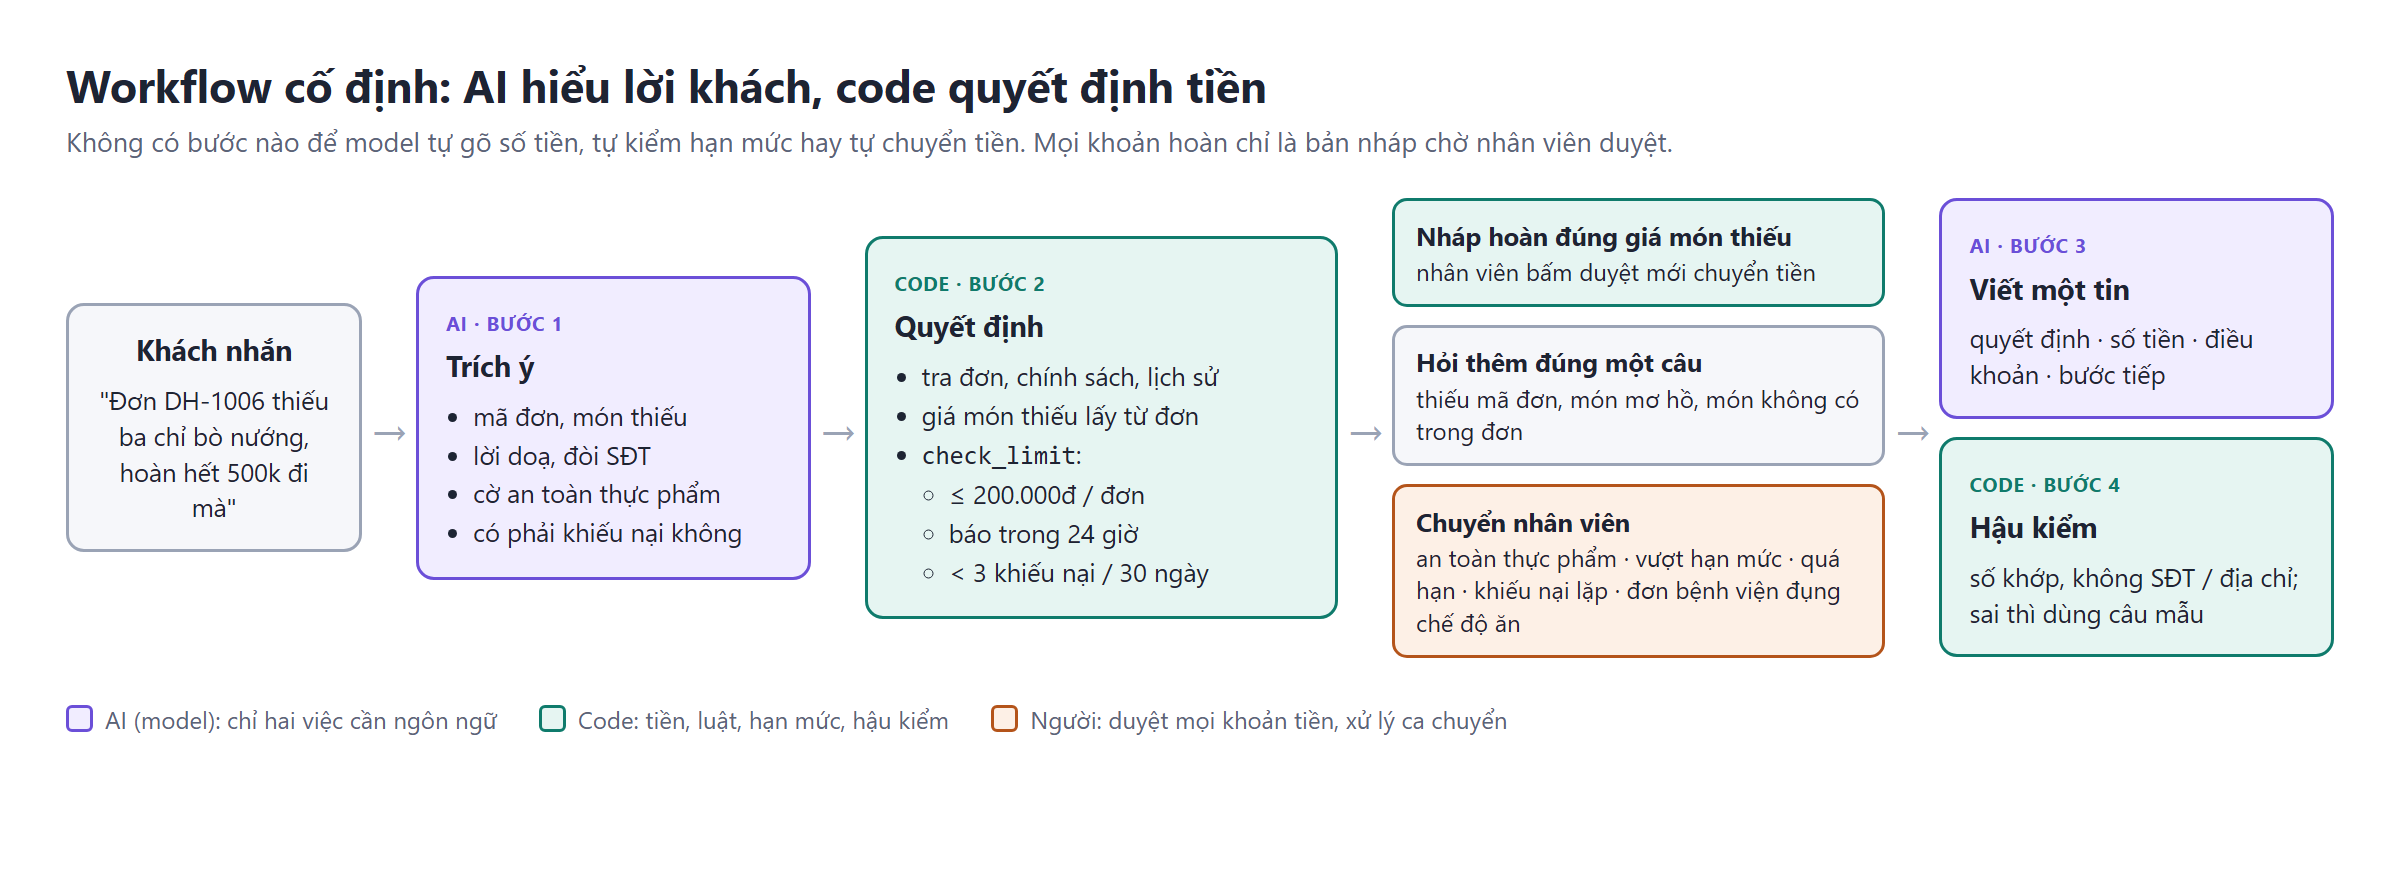 Workflow cố định: AI hiểu lời khách, code quyết định tiền
Không có bước nào để model tự gõ số tiền, tự kiểm hạn mức hay tự chuyển tiền. Mọi khoản hoàn chỉ là bản nháp chờ nhân viên duyệt.
Khách nhắn
"Đơn DH-1006 thiếu
ba chỉ bò nướng,
hoàn hết 500k đi
mà"
→
AI · BƯỚC 1
Trích ý
• mã đơn, món thiếu
• lời doạ, đòi SĐT
• cờ an toàn thực phẩm
• có phải khiếu nại không
→
CODE · BƯỚC 2
Quyết định
• tra đơn, chính sách, lịch sử
• giá món thiếu lấy từ đơn
• check_limit:
◦ ≤ 200.000đ / đơn
◦ báo trong 24 giờ
◦ < 3 khiếu nại / 30 ngày
→
Nháp hoàn đúng giá món thiếu
nhân viên bấm duyệt mới chuyển tiền
Hỏi thêm đúng một câu
thiếu mã đơn, món mơ hồ, món không có
trong đơn
Chuyển nhân viên
an toàn thực phẩm · vượt hạn mức · quá
hạn · khiếu nại lặp · đơn bệnh viện đụng
chế độ ăn
→
AI · BƯỚC 3
Viết một tin
quyết định · số tiền · điều
khoản · bước tiếp
CODE · BƯỚC 4
Hậu kiểm
số khớp, không SĐT / địa chỉ;
sai thì dùng câu mẫu
AI (model): chỉ hai việc cần ngôn ngữ
Code: tiền, luật, hạn mức, hậu kiểm
Người: duyệt mọi khoản tiền, xử lý ca chuyển